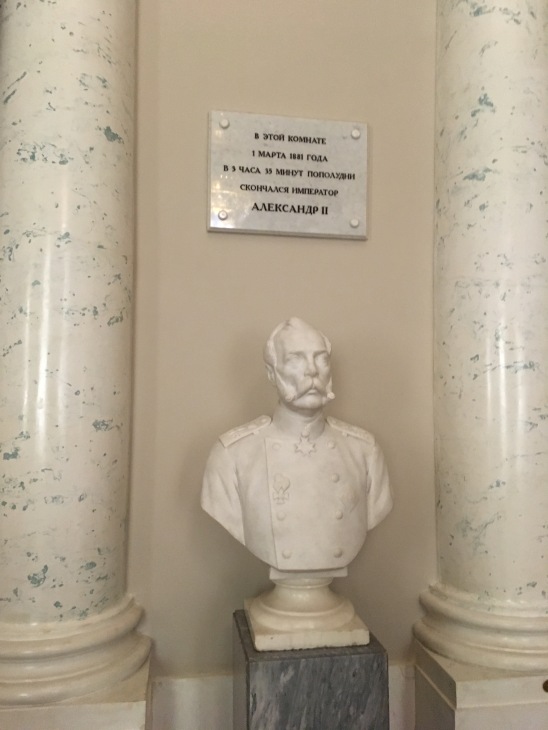 В ЭТОЙ КОМНАТЕ
1 МАРТА 1881 ГОДА
В 3 ЧАСА 35 МИНУТ ПОПОЛУДНИ
СКОНЧАЛСЯ ИМПЕРАТОР
АЛЕКСАНДР II